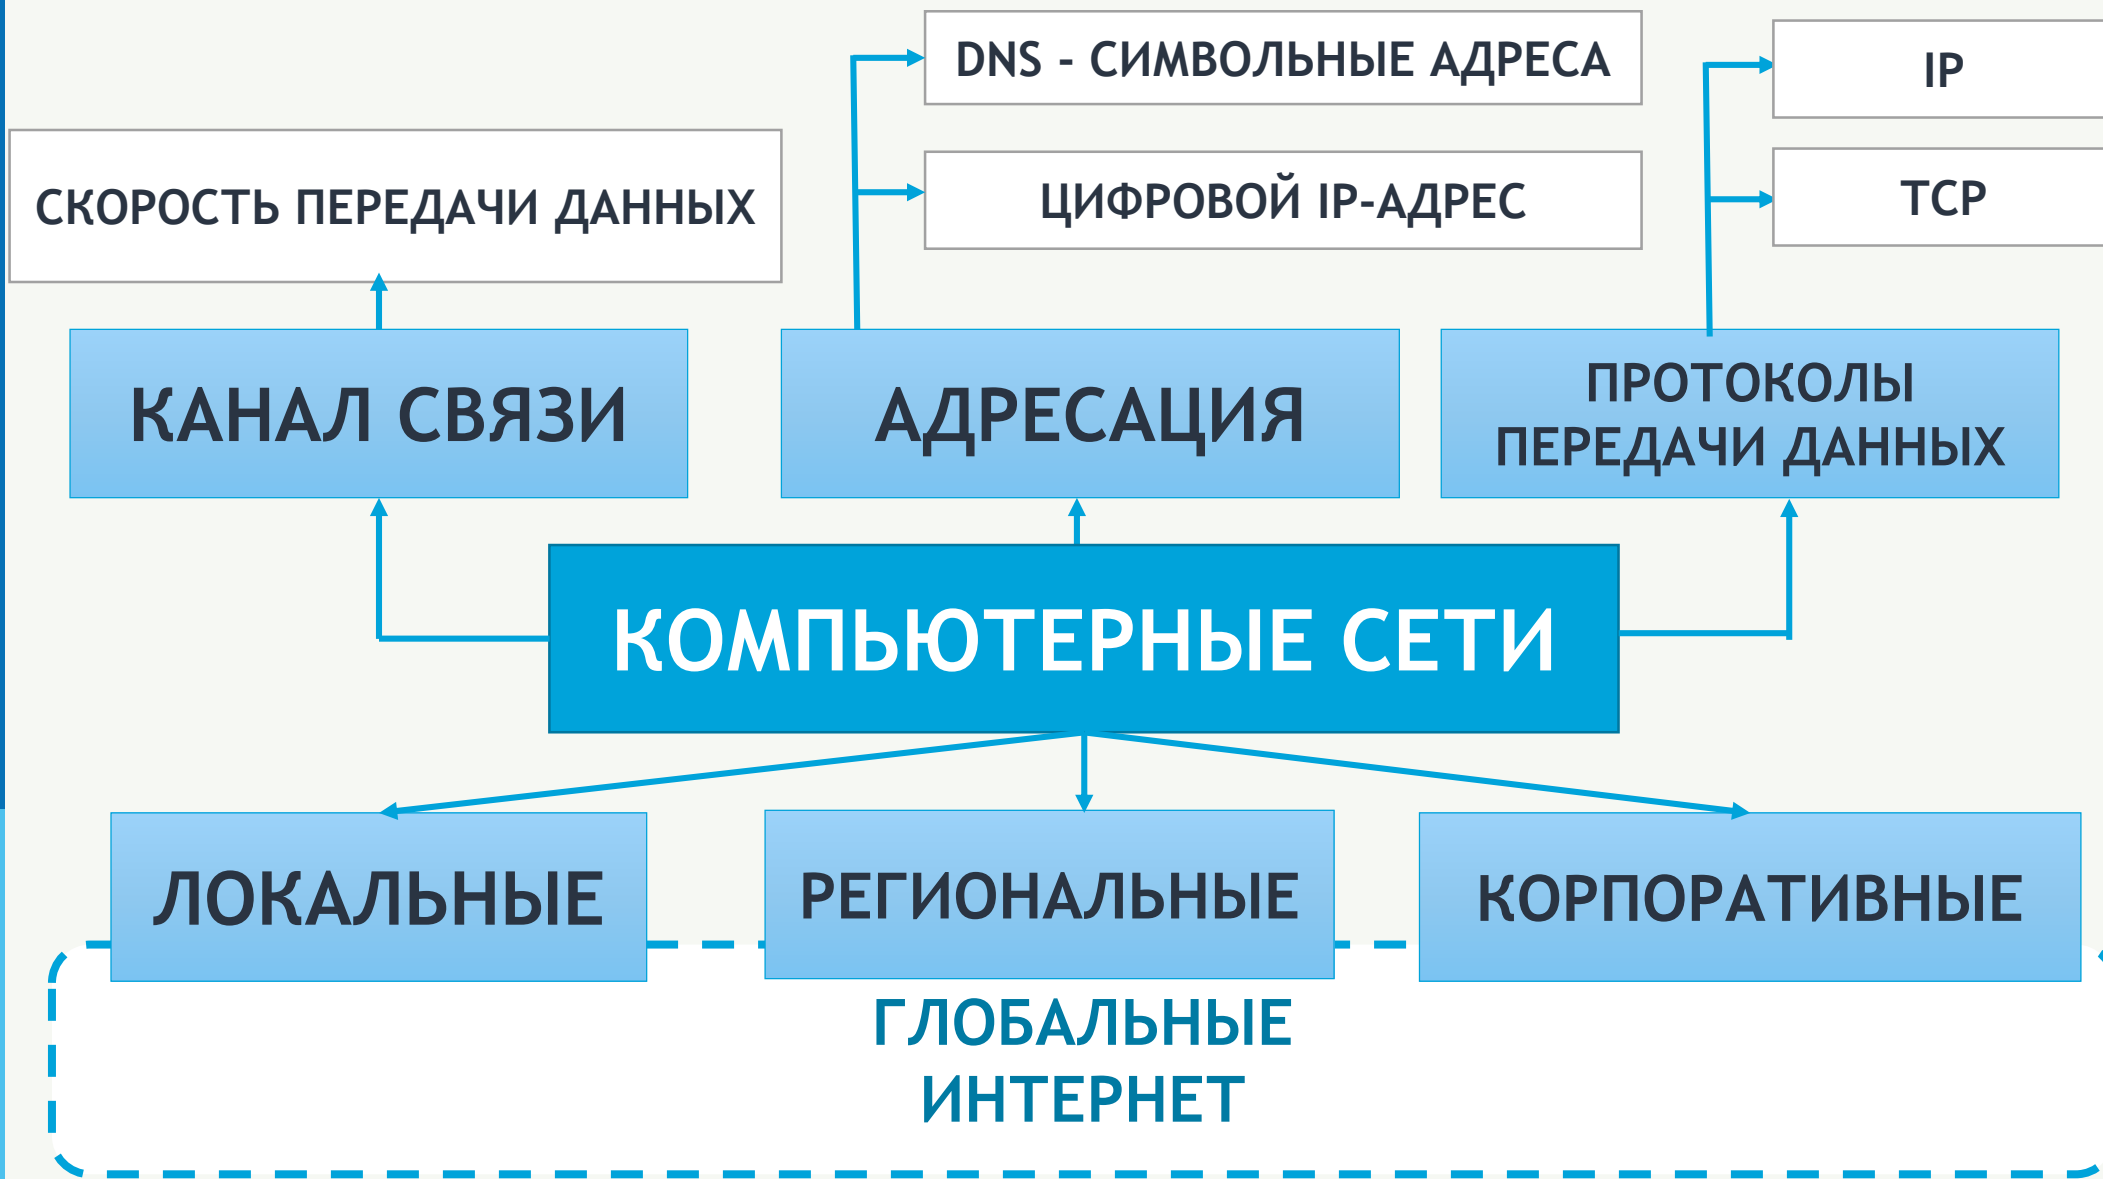 DNS - СИМВОЛЬНЫЕ АДРЕСА
IP
СКОРОСТЬ ПЕРЕДАЧИ ДАННЫХ
ЦИФРОВОЙ IP-АДРЕС
TCP
КАНАЛ СВЯЗИ
АДРЕСАЦИЯ
ПРОТОКОЛЫ
ПЕРЕДАЧИ ДАННЫХ
КОМПЬЮТЕРНЫЕ СЕТИ
ЛОКАЛЬНЫЕ
РЕГИОНАЛЬНЫЕ
КОРПОРАТИВНЫЕ
ГЛОБАЛЬНЫЕ
ИНТЕРНЕТ